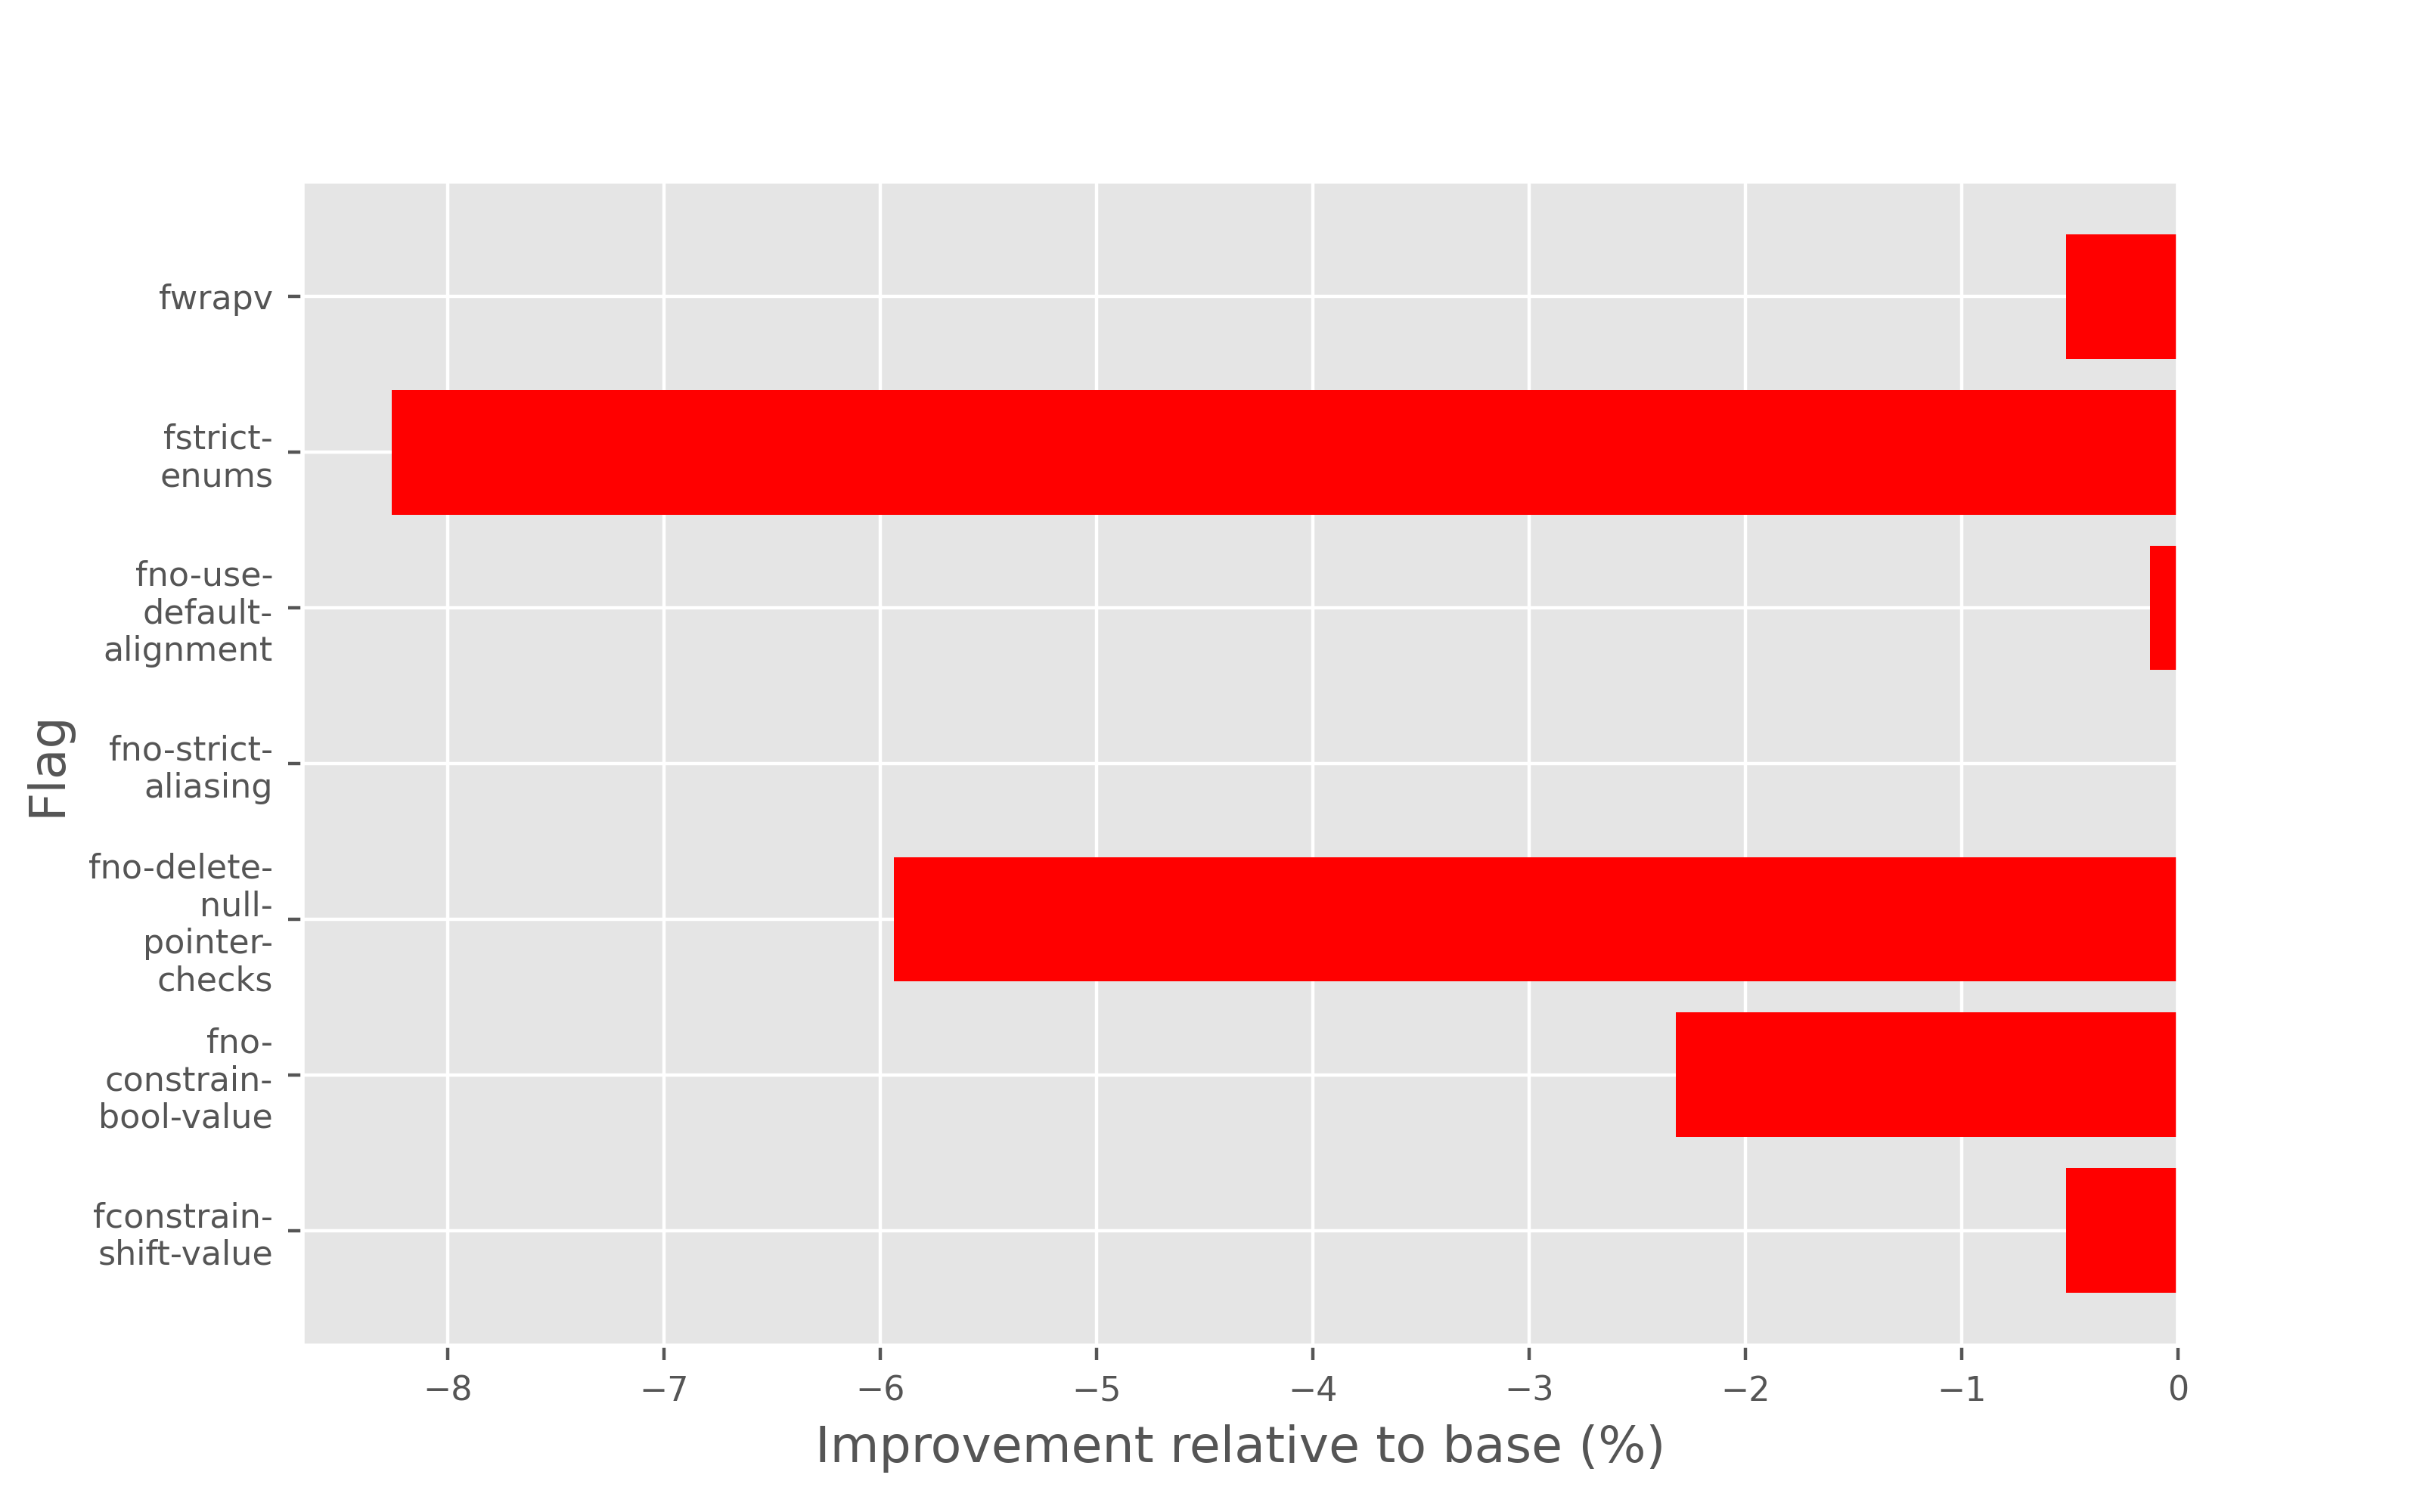 Flag
fwrapv
fstrict-
enums
fno-use-
default-
alignment
fno-strict-
aliasing
fno-delete-
null-
pointer-
checks
fno-
constrain-
bool-value
fconstrain-
shift-value
−8 −7 −6 −5 −4 −3 −2 −1 0
Improvement relative to base (%)